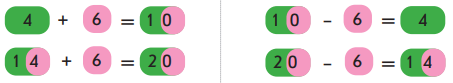 4 + 6 = 10
14 + 6 = 20
10 - 6 = 4
20 - 6 = 14